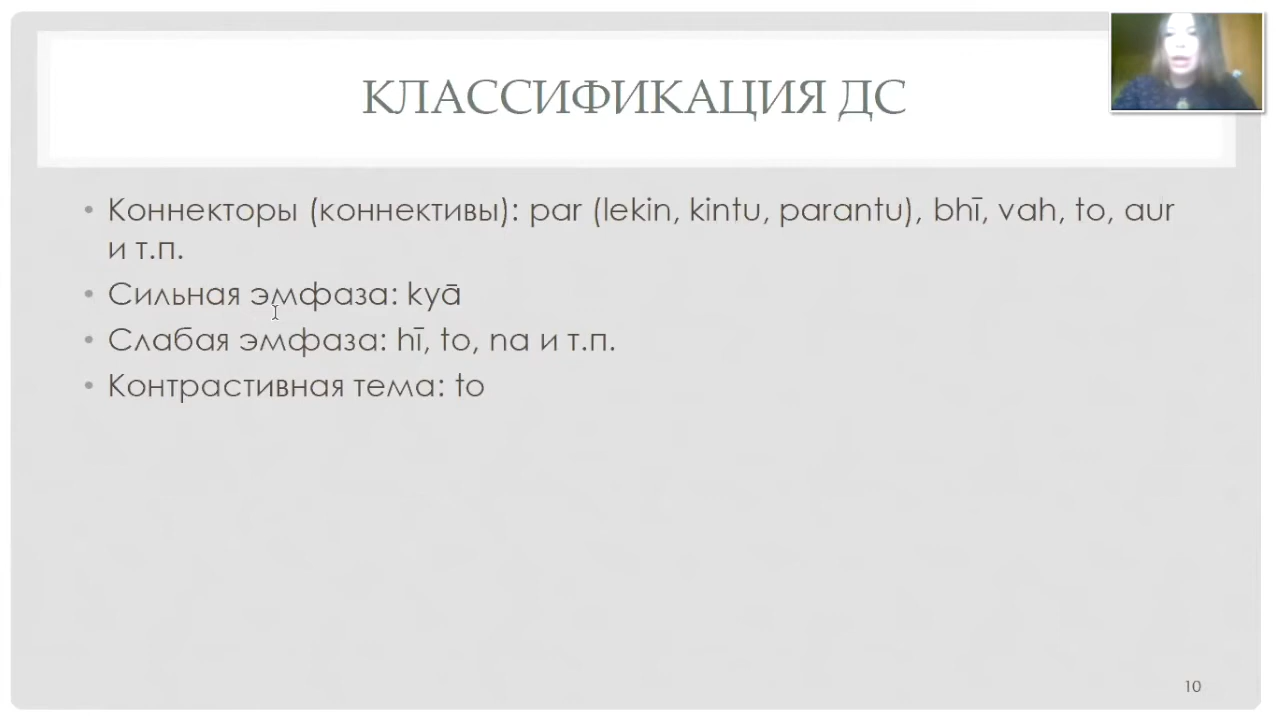 КЛАССИФИКАЦИЯ ДС
• Коннекторы (коннективы): par (lekin, kintu, parantu), bhī, vah, to, aur
и т.п.
• Сильная эмфаза: kyā
• Слабая эмфаза: hī, to, na и т.п.
• Контрастивная тема: to
10